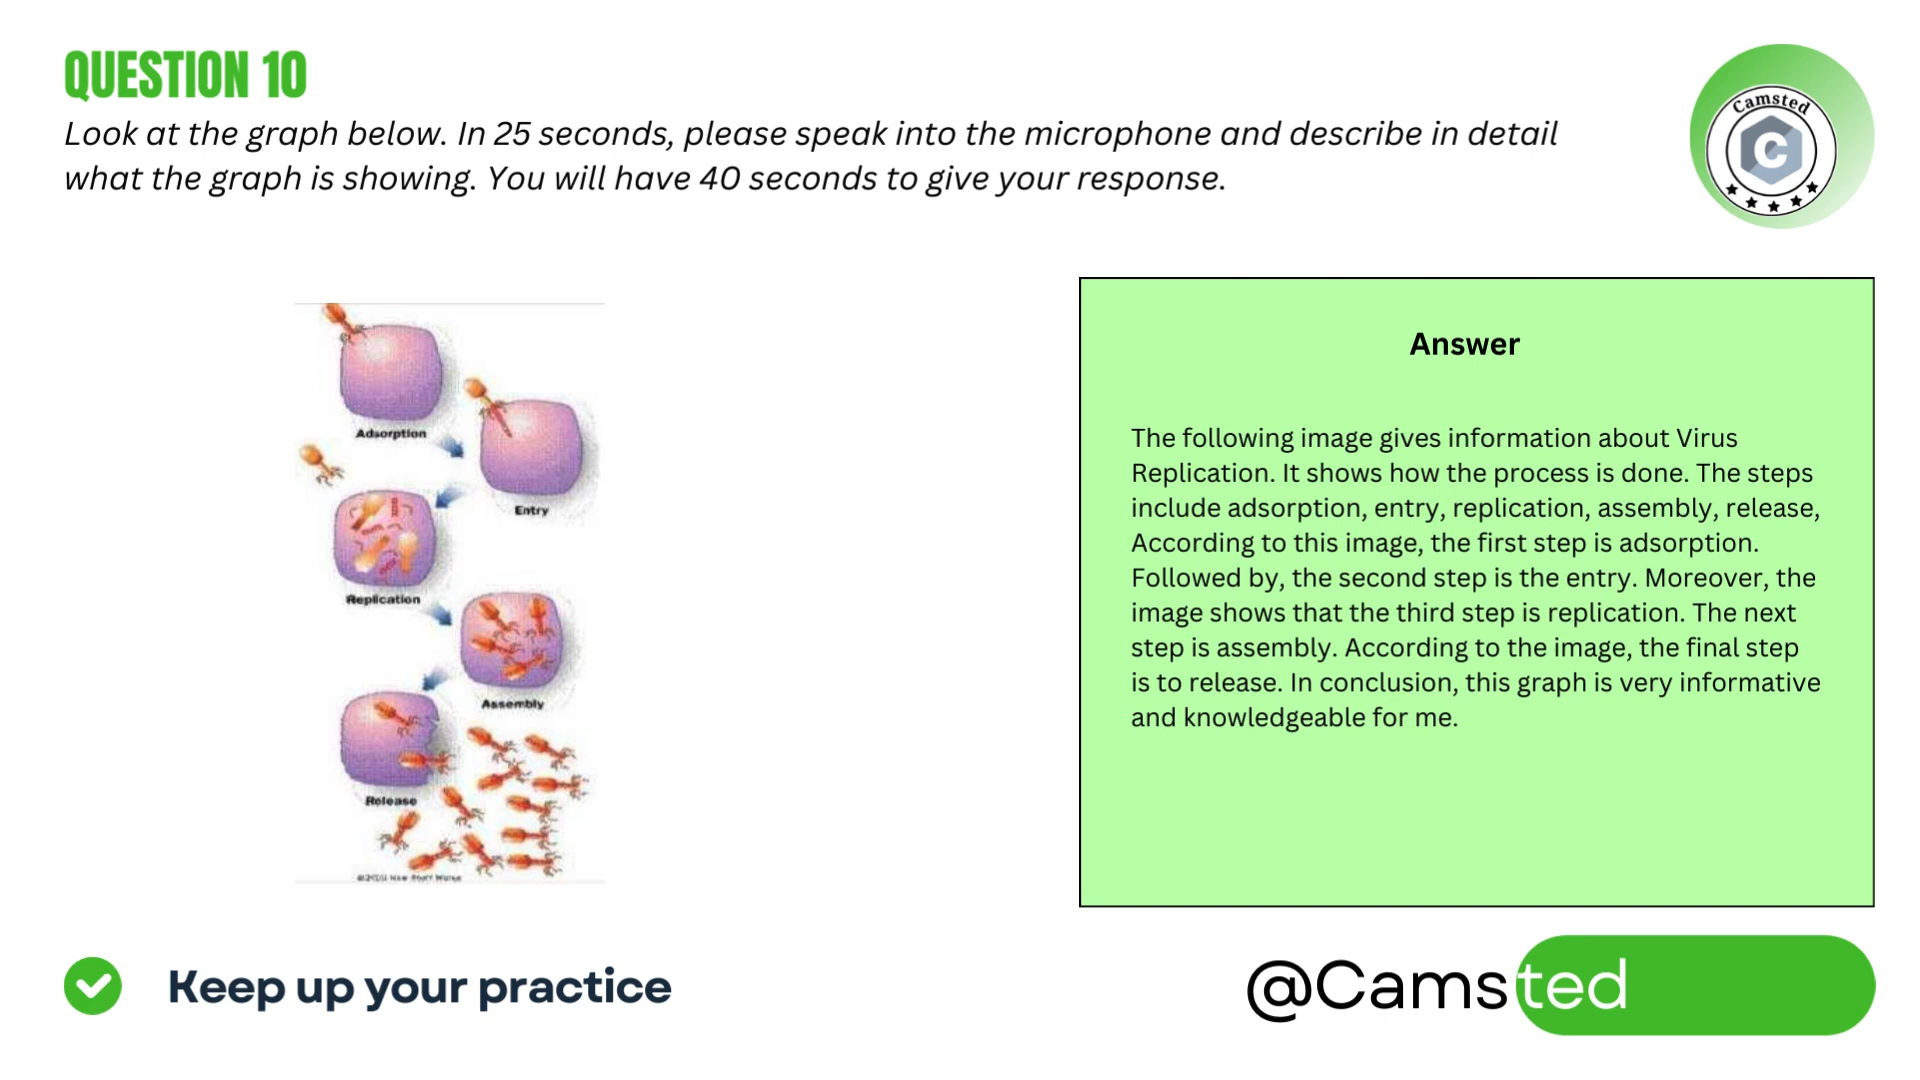 QUESTION 10
Look at the graph below. In 25 seconds, please speak into the microphone and describe in detail
what the graph is showing. You will have 40 seconds to give your response.
Camsted
C
Adsorption
Entry
Replication
Assembly
Release
Answer
The following image gives information about Virus
Replication. It shows how the process is done. The steps
include adsorption, entry, replication, assembly, release,
According to this image, the first step is adsorption.
Followed by, the second step is the entry. Moreover, the
image shows that the third step is replication. The next
step is assembly. According to the image, the final step
is to release. In conclusion, this graph is very informative
and knowledgeable for me.
Keep up your practice
@Camsted